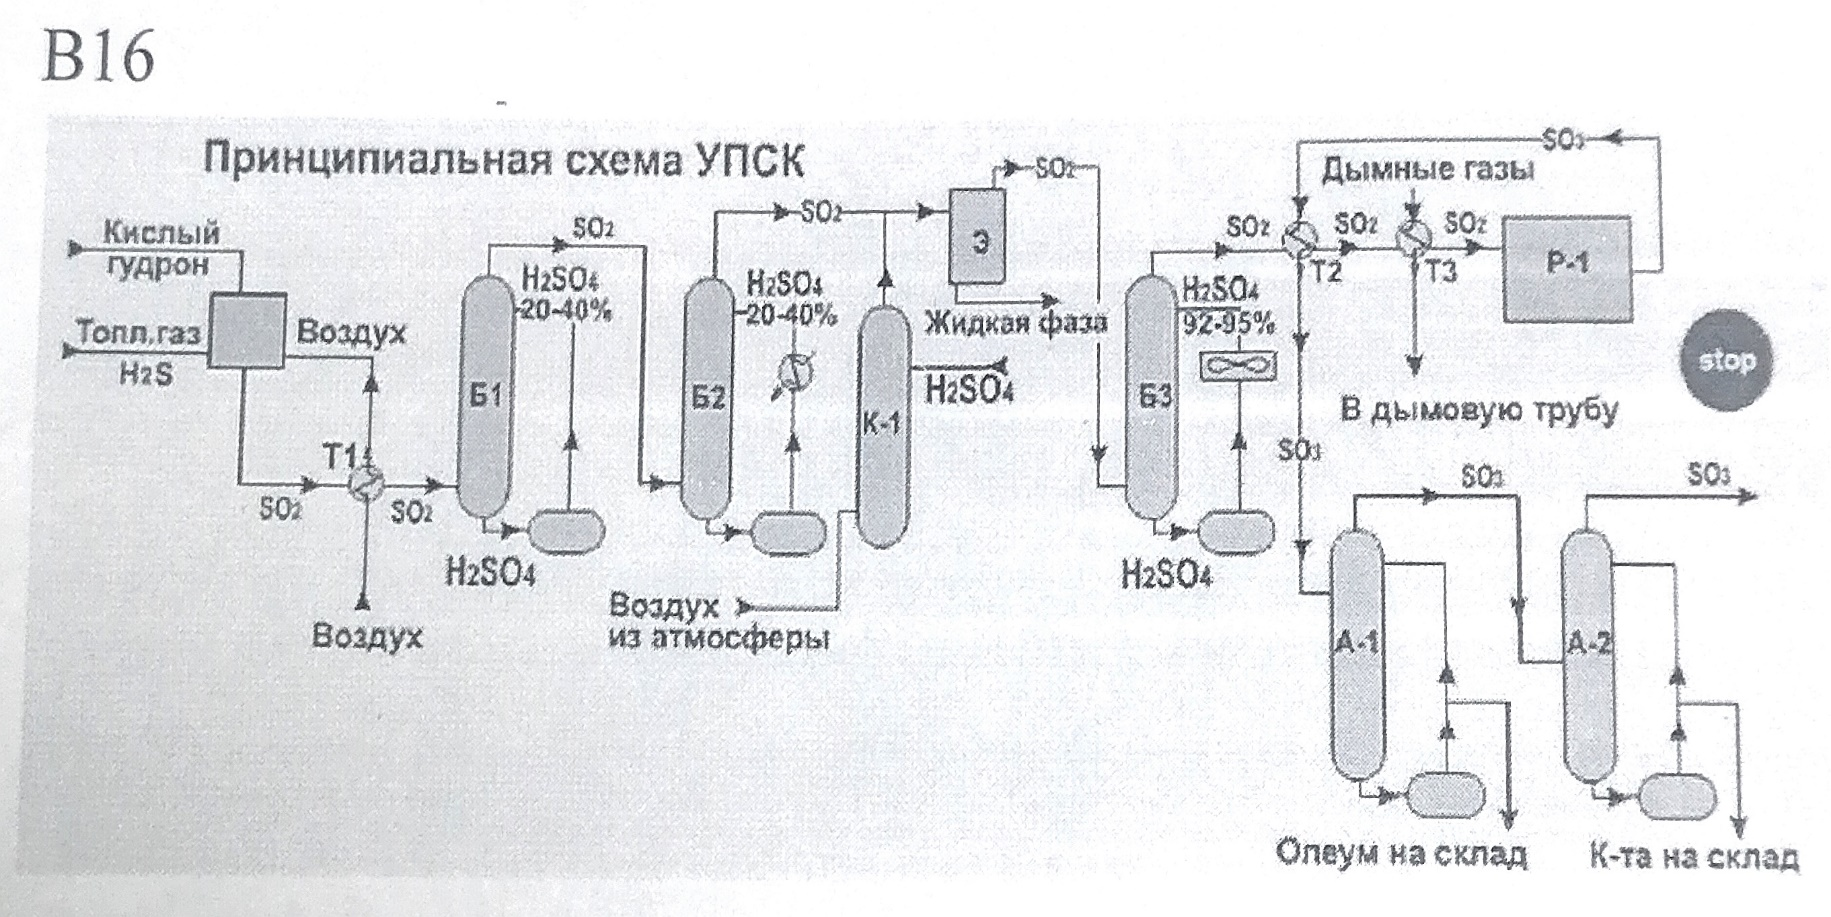 В16
Принципиальная схема УПСК
Кислый
гудрон
Топл.газ
H2S
Воздух
T1
SO2
SO2
Воздух
Б1
SO2
H2SO4
20-40%
H2SO4
Б2
H2SO4
20-40%
SO2
К-1
H2SO4
Воздух
из атмосферы
Э
SO2
Жидкая фаза
Б3
H2SO4
92-95%
H2SO4
SO2
T2
SO2
Дымные газы
T3
SO2
Р-1
SO3
В дымовую трубу
stop
SO3
А-1
SO3
А-2
SO3
Олеум на склад
К-та на склад